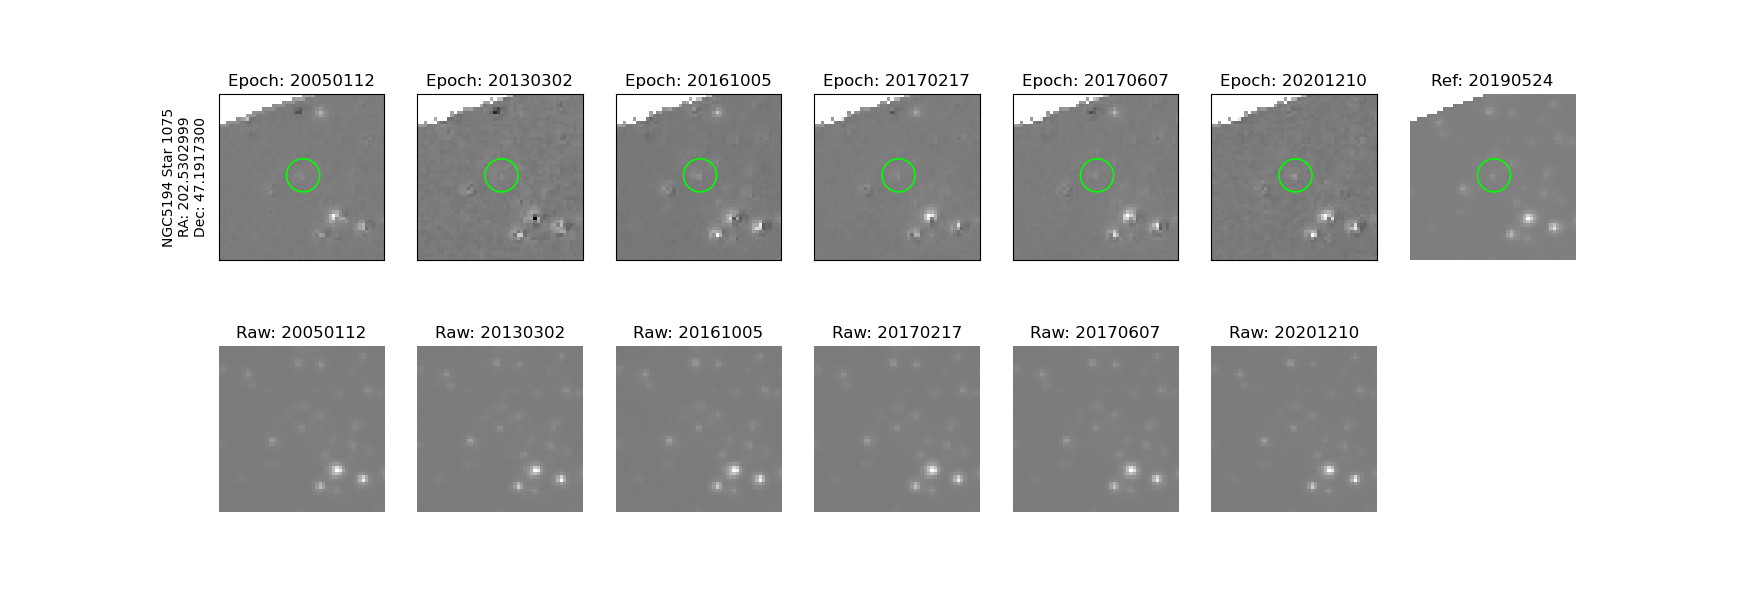 Epoch: 20050112
Epoch: 20130302
Epoch: 20161005
Epoch: 20170217
Epoch: 20170607
Epoch: 20201210
Ref: 20190524
NGC5194 Star 1075
RA: 202.5302999
Dec: 47.1917300
Raw: 20050112
Raw: 20130302
Raw: 20161005
Raw: 20170217
Raw: 20170607
Raw: 20201210